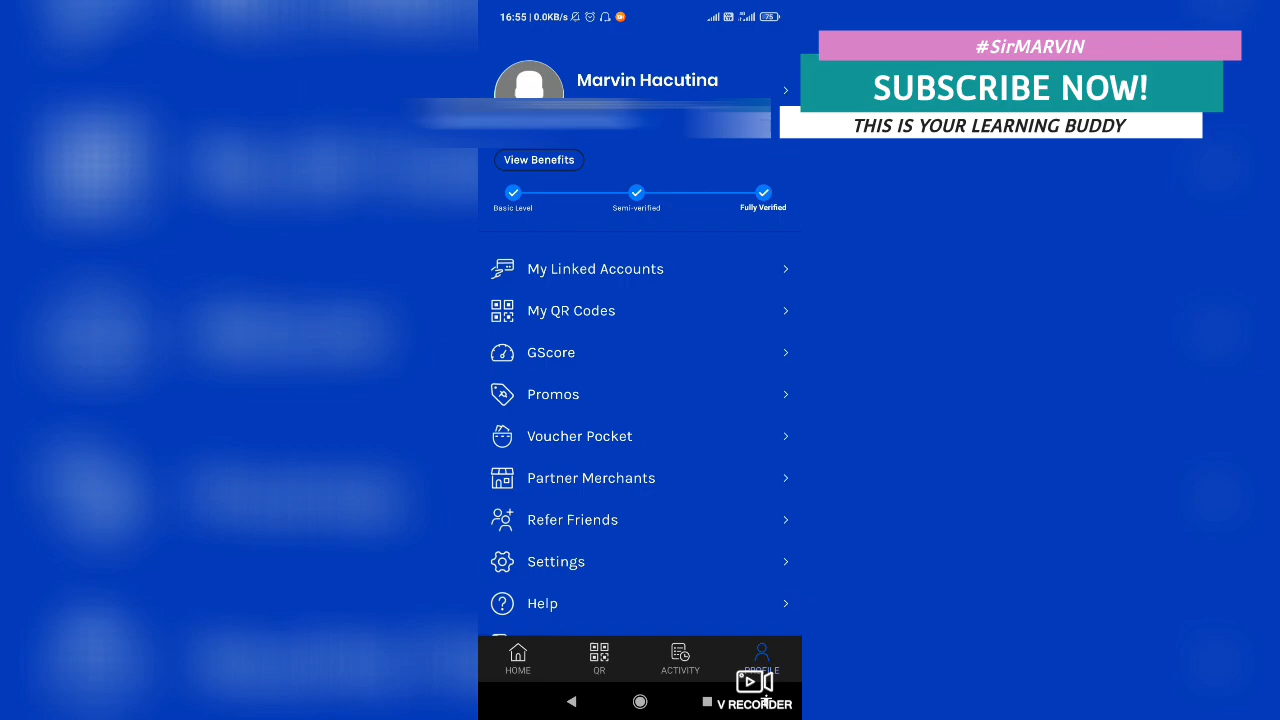 16:55 | 0.0KB/s
75
#SirMARVIN
Marvin Hacutina
SUBSCRIBE NOW!
THIS IS YOUR LEARNING BUDDY
View Benefits
Basic Level
Semi-verified
Fully Verified
My Linked Accounts
My QR Codes
GScore
Promos
Voucher Pocket
Partner Merchants
Refer Friends
Settings
Help
HOME
QR
ACTIVITY
PROFILE
V RECORDER